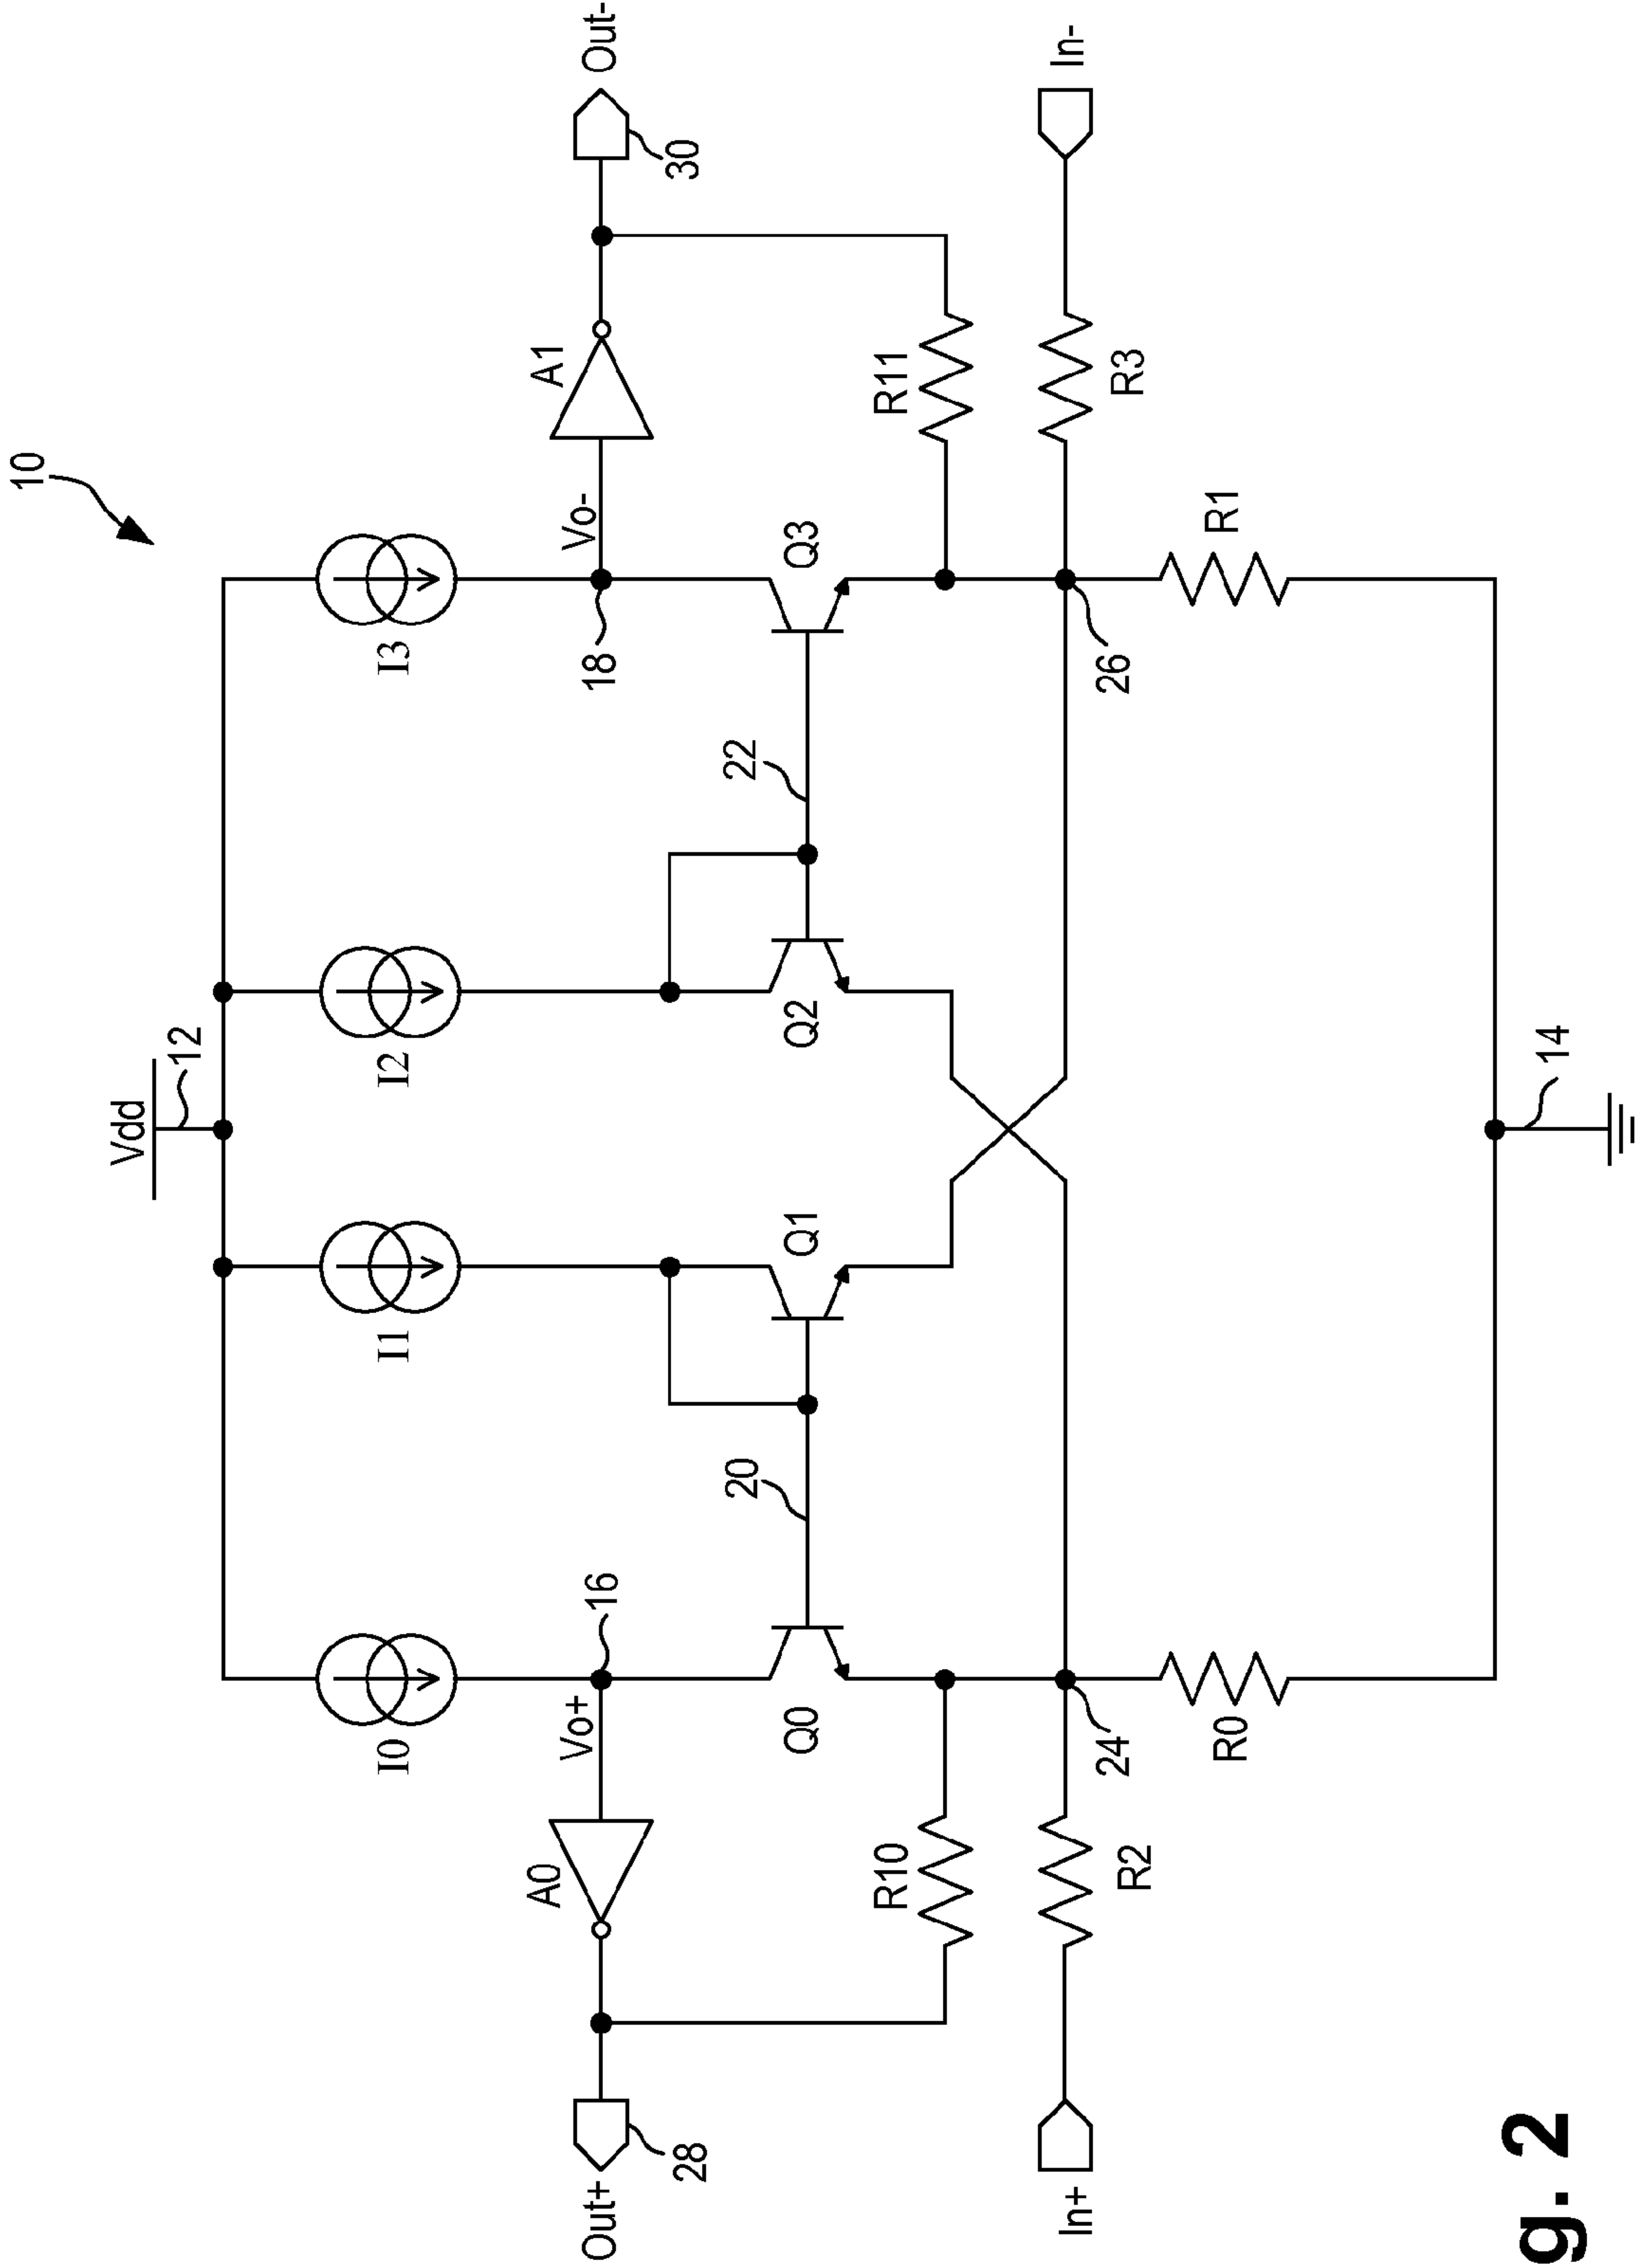 10
Vdd
12
I0
I1
I2
I3
Out+
28
A0
Vo+
16
18
Vo-
A1
Out-
30
20
22
Q0
Q1
Q2
Q3
R10
R11
In+
R2
24
26
R3
In-
R0
R1
14
g. 2